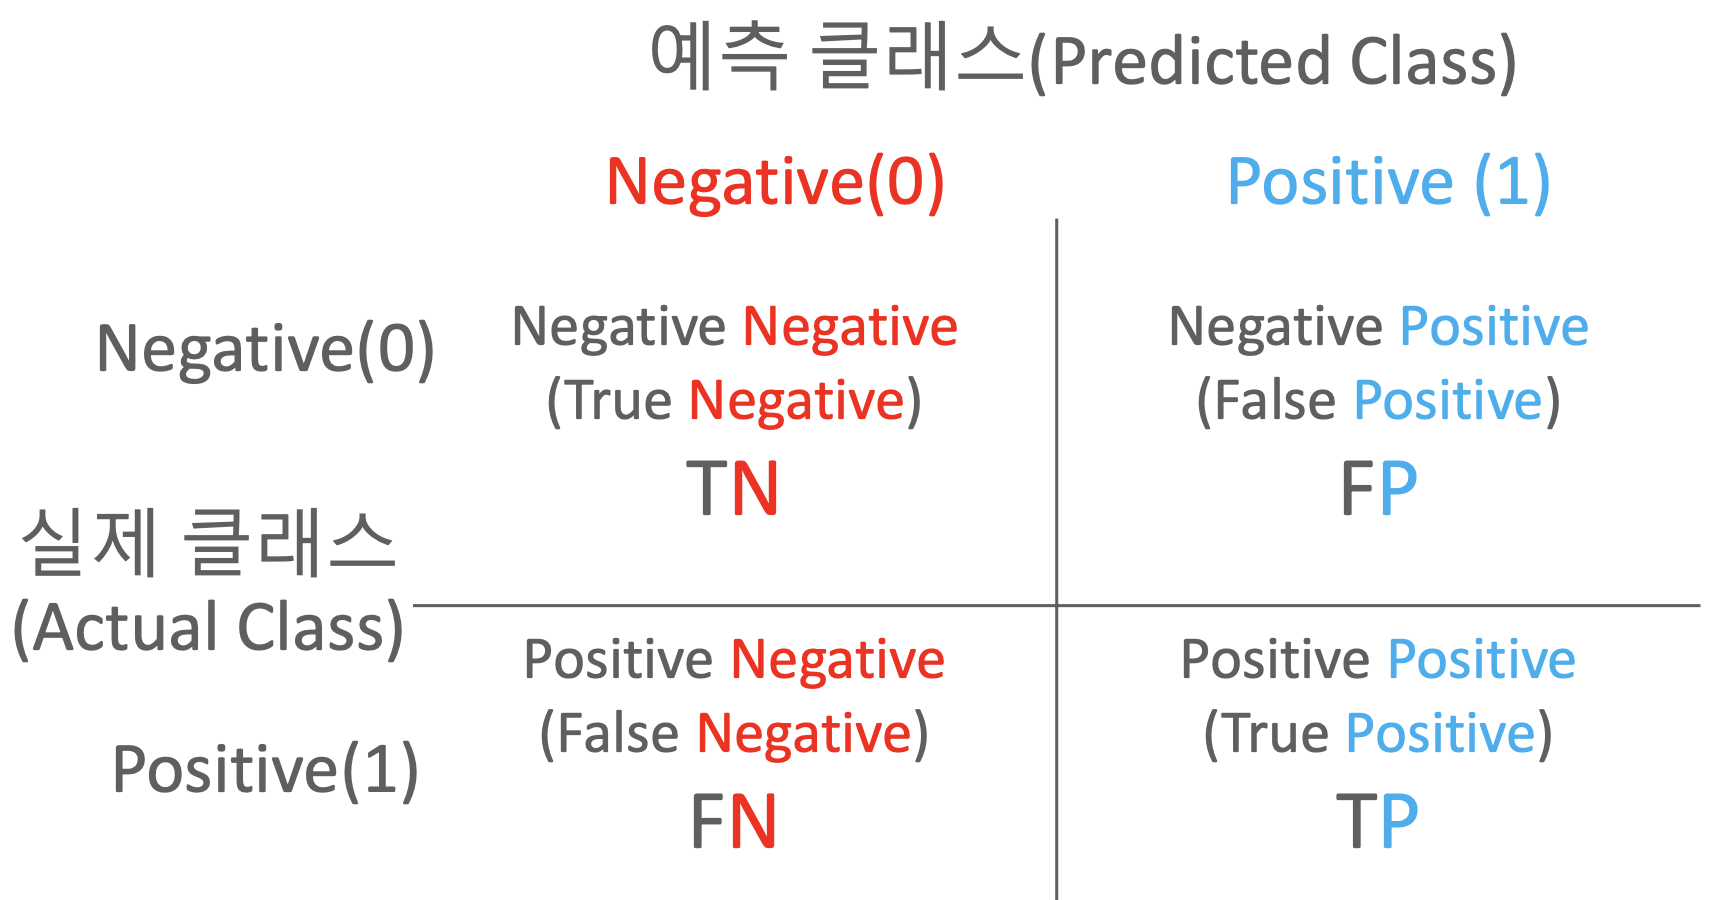 예측 클래스(Predicted Class)
Negative(0) Positive (1)
Negative(0)
Negative Negative
(True Negative)
TN
Negative Positive
(False Positive)
FP
실제 클래스
(Actual Class)
Positive(1)
Positive Negative
(False Negative)
FN
Positive Positive
(True Positive)
TP